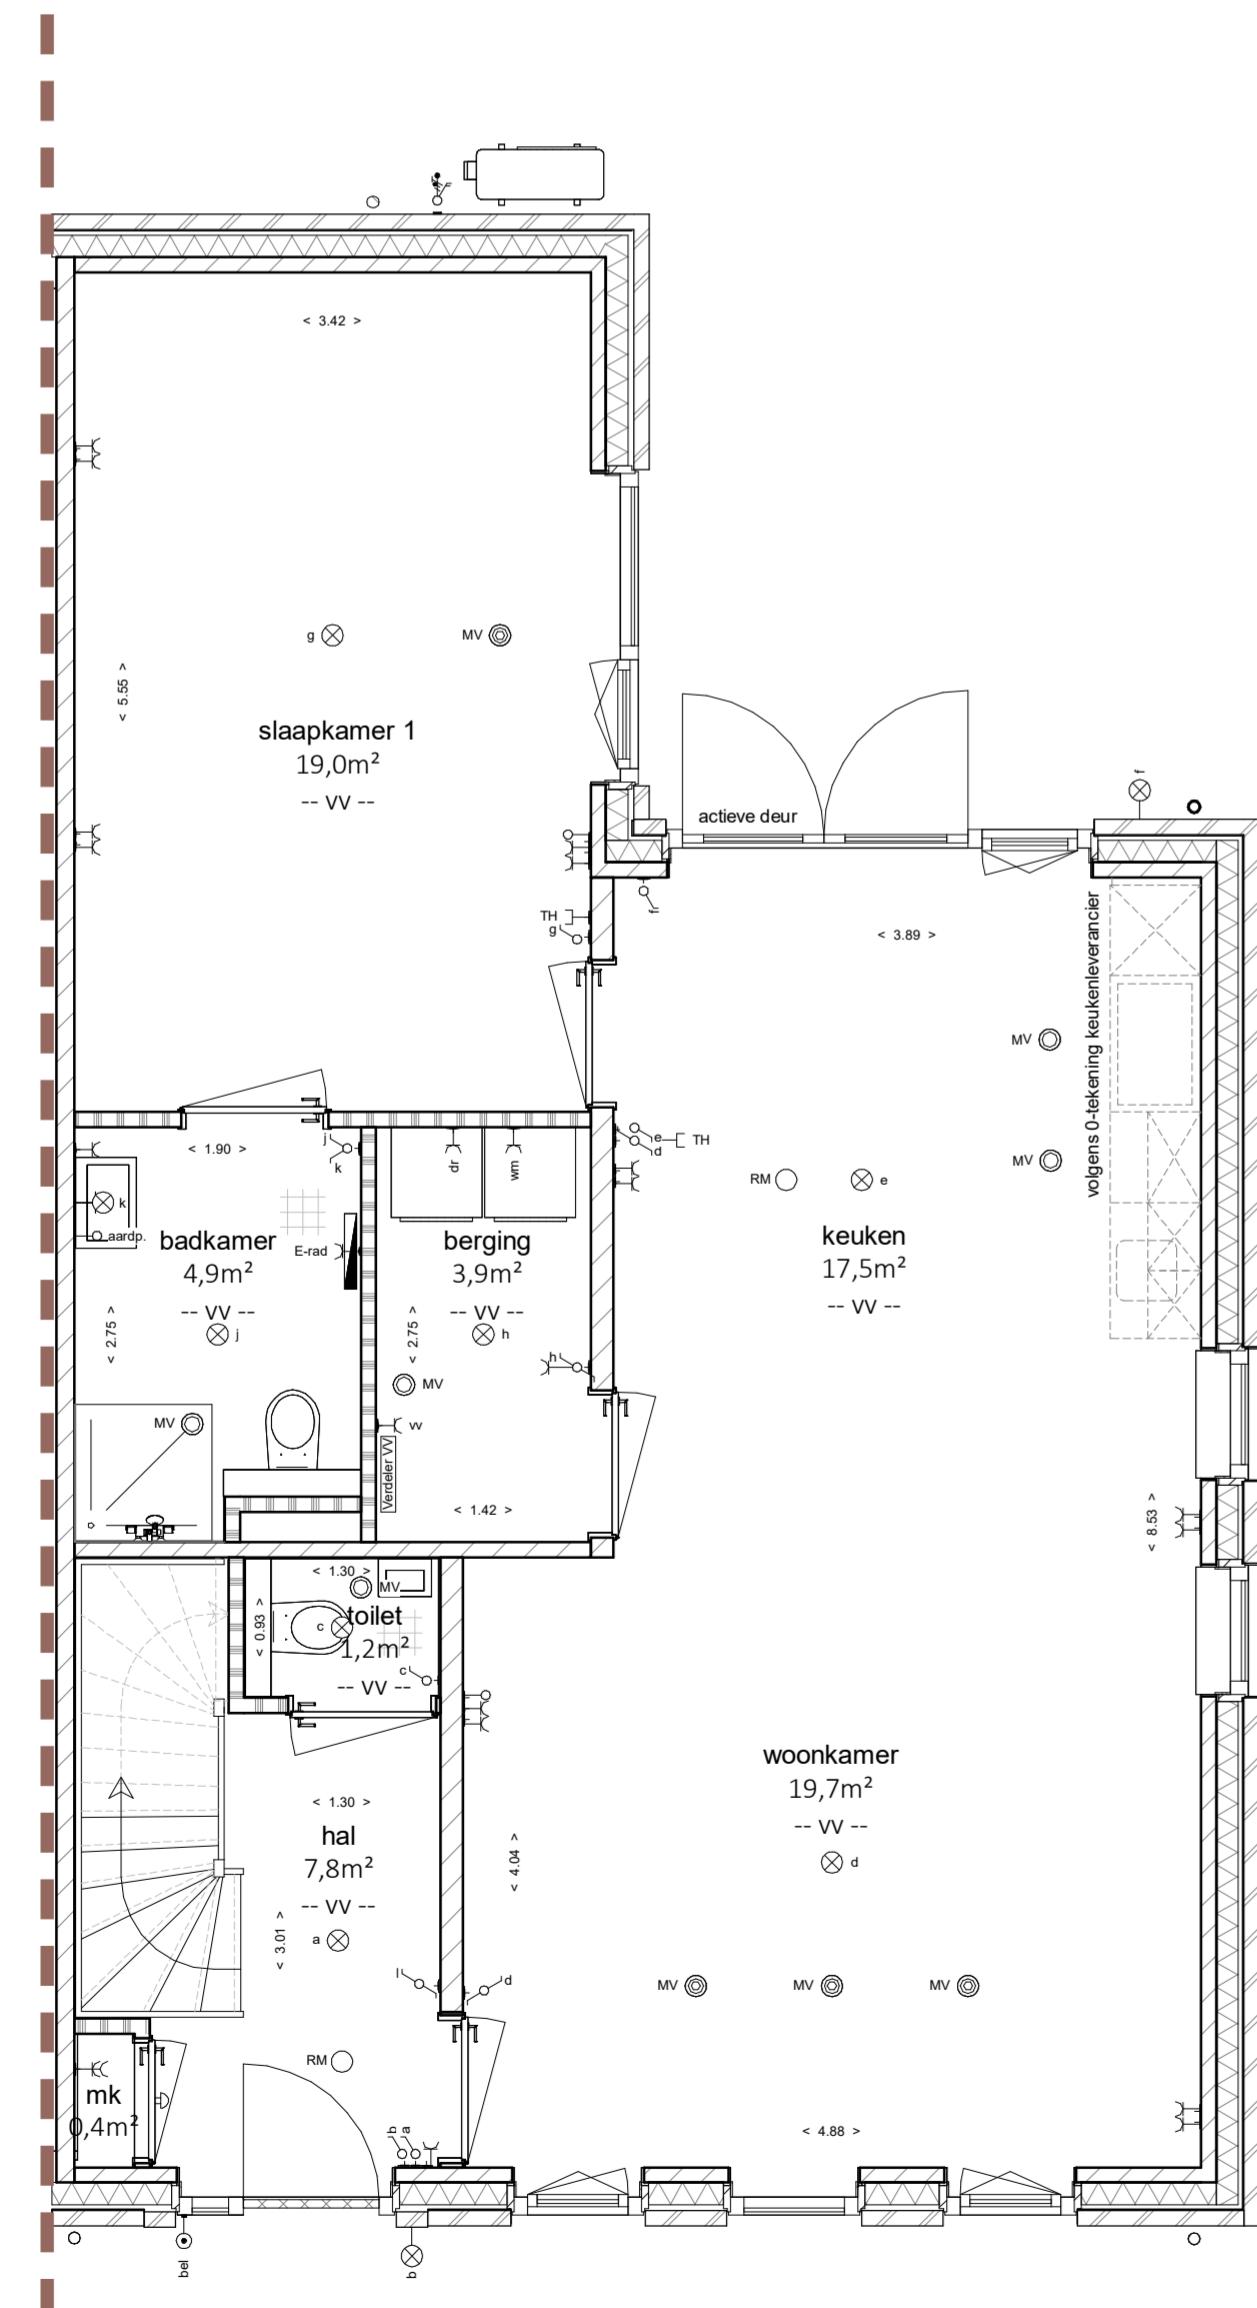 < 3.42 >
g
MV
< 5.55 >
slaapkamer 1
19,0m²
-- VV --
actieve deur
f
TH
g
fr
< 3.89 >
volgens 0-tekening keukenleverancier
MV
MV
< 1.90 >
j
k
dr
wm
e
d
TH
RM
e
k
aardp.
badkamer
4,9m²
-- VV --
E-rad
j
berging
3,9m²
-- VV --
h
keuken
17,5m²
-- VV --
< 2.75 >
< 2.75 >
h
MV
MV
vv
Verdeler VV
< 1.42 >
< 8.53 >
< 1.30 >
MV
< 0.93 >
c
toilet
1,2m²
-- VV --
c
woonkamer
19,7m²
-- VV --
d
< 1.30 >
hal
7,8m²
-- VV --
a
< 4.04 >
< 3.01 >
l
d
MV
MV
MV
RM
mk
0,4m²
b
a
< 4.88 >
bel
b